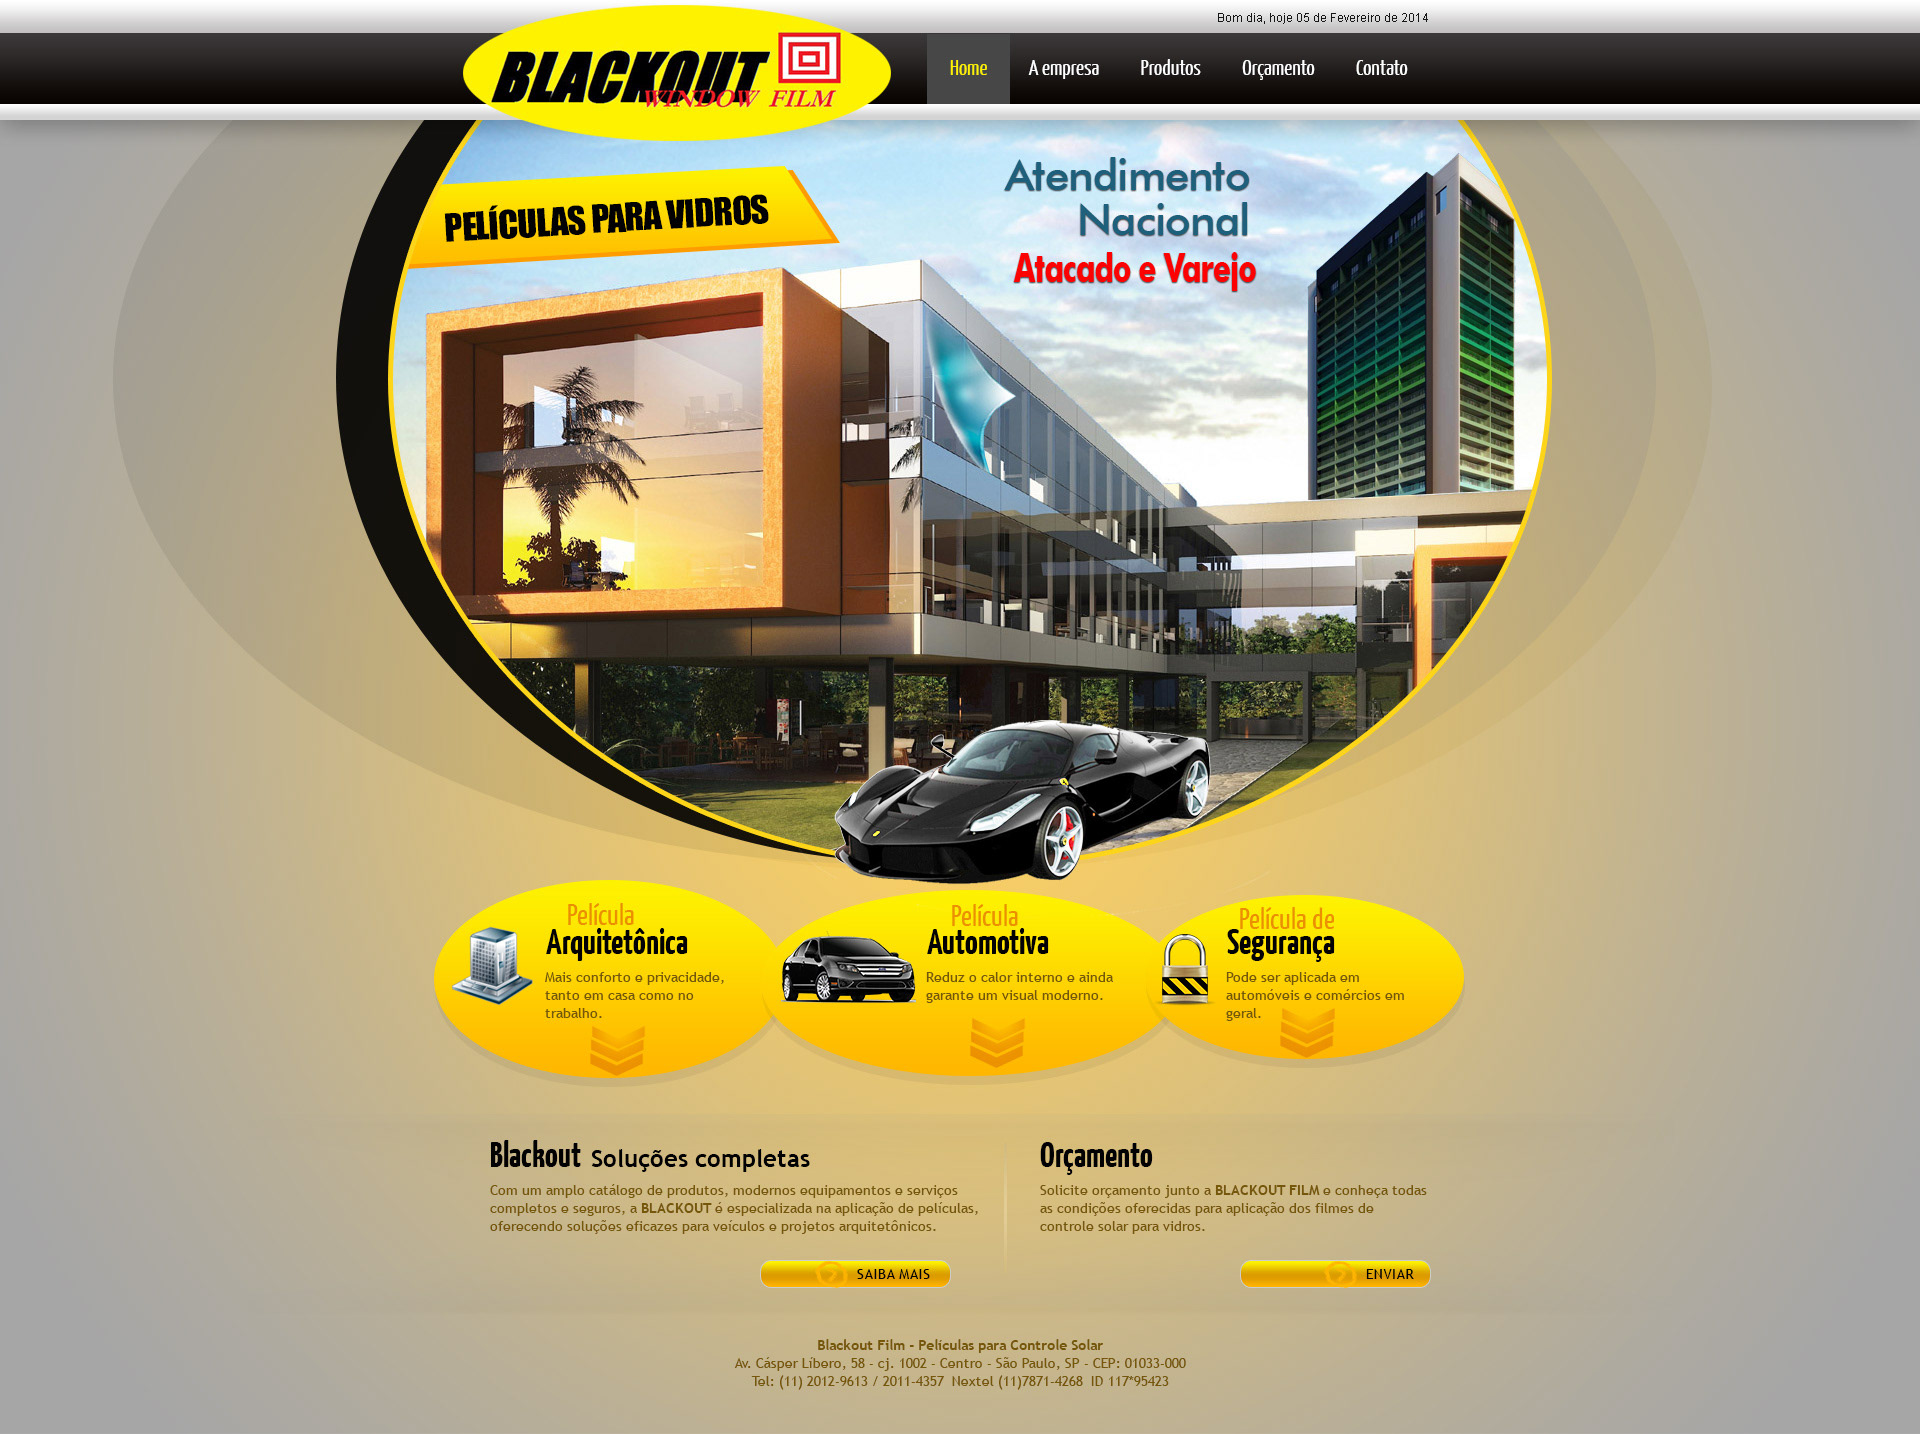 Bom dia, hoje 05 de Fevereiro de 2014
BLACKOUT
WINDOW FILM
Home A empresa Produtos Orçamento Contato
PELÍCULAS PARA VIDROS
Atendimento
Nacional
Atacado e Varejo
Película
Arquitetônica
Mais conforto e privacidade,
tanto em casa como no
trabalho.
Película
Automotiva
Reduz o calor interno e ainda
garante um visual moderno.
Película de
Segurança
Pode ser aplicada em
automóveis e comércios em
geral.
Blackout Soluções completas
Com um amplo catálogo de produtos, modernos equipamentos e serviços
completos e seguros, a BLACKOUT é especializada na aplicação de películas,
oferecendo soluções eficazes para veículos e projetos arquitetônicos.
SAIBA MAIS
Orçamento
Solicite orçamento junto a BLACKOUT FILM e conheça todas
as condições oferecidas para aplicação dos filmes de
controle solar para vidros.
ENVIAR
Blackout Film - Películas para Controle Solar
Av. Cásper Líbero, 58 - cj. 1002 - Centro - São Paulo, SP - CEP: 01033-000
Tel: (11) 2012-9613 / 2011-4357 Nextel (11)7871-4268 ID 117*95423